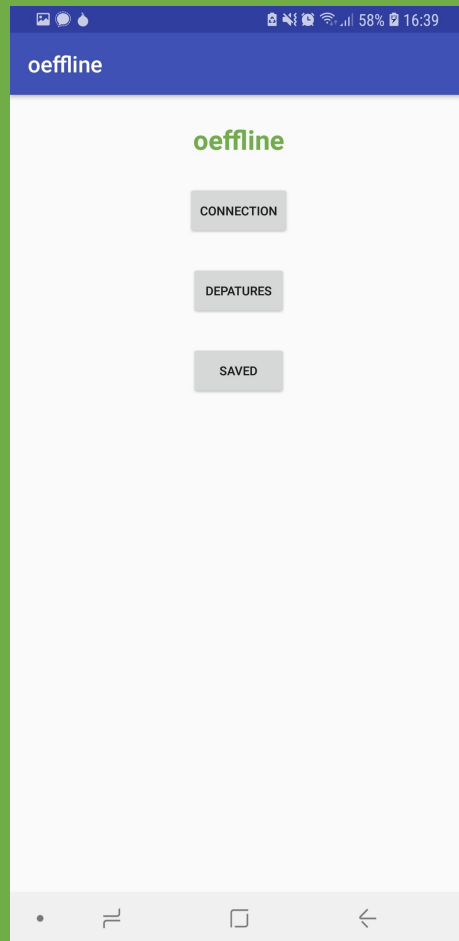 58% 16:39
oeffline
oeffline
CONNECTION
DEPATURES
SAVED